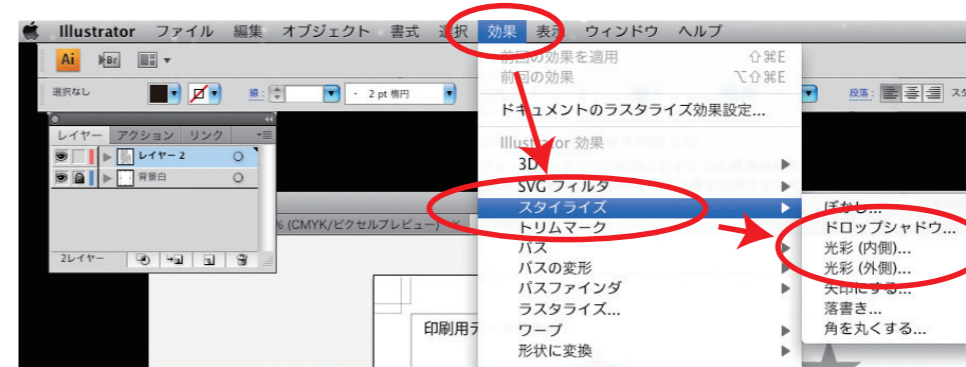 Illustrator ファイル 編集 オブジェクト 書式 選択 効果 表示 ウィンドウ ヘルプ
Ai Br
選択なし 線: 2 pt 楕円 段落:
前回の効果を適用 ⇧⌘E
前回の効果 ⌥⇧⌘E
ドキュメントのラスタライズ効果設定...
Illustrator 効果
3D
SVG フィルタ
スタイライズ
トリムマーク
パス
パスの変形
パスファインダ
ラスタライズ...
ワープ
形状に変換
ぼかし...
ドロップシャドウ...
光彩 (内側)...
光彩 (外側)...
矢印にする...
落書き...
角を丸くする...
レイヤー アクション リンク
レイヤー 2
背景白
2レイヤー
% (CMYK/ピクセルプレビュー)
印刷用デ